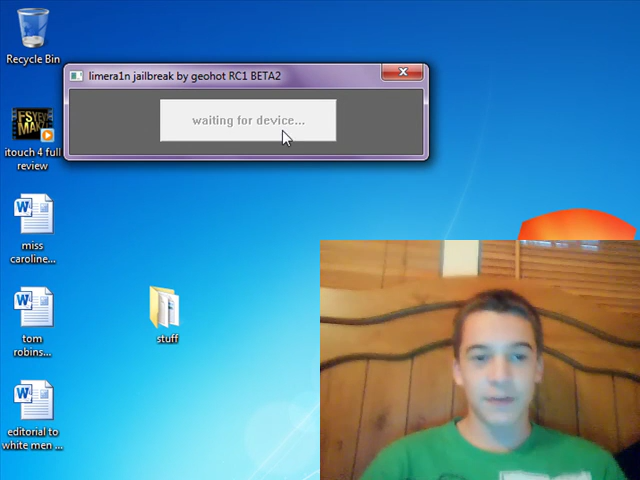 Recycle Bin
limera1n jailbreak by geohot RC1 BETA2
waiting for device...
itouch 4 full
review
miss
caroline...
tom
robins...
stuff
editorial to
white men ...